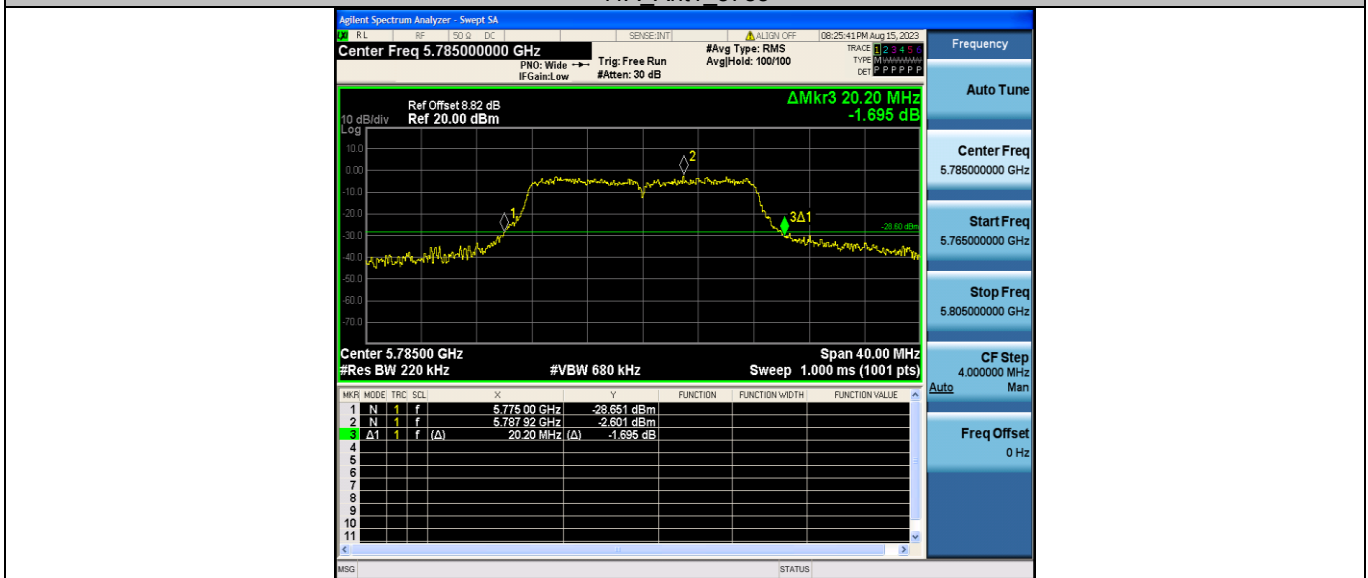 Agilent Spectrum Analyzer - Swept SA
RL RF 50 Ω DC SENSE:INT ALIGN OFF 08:25:41 PM Aug 15, 2023
Center Freq 5.785000000 GHz
PNO: Wide
IFGain:Low
Trig: Free Run
#Atten: 30 dB
#Avg Type: RMS
Avg|Hold: 100/100
TRACE 1 2 3 4 5 6
TYPE M
DET P P P P P P
Frequency
Auto Tune
Center Freq
5.785000000 GHz
Start Freq
5.765000000 GHz
Stop Freq
5.805000000 GHz
CF Step
4.000000 MHz
Auto Man
Freq Offset
0 Hz
ΔMkr3 20.20 MHz
-1.695 dB
Ref Offset 8.82 dB
10 dB/div Ref 20.00 dBm
Log
10.0
0.00
-10.0
-20.0
-30.0
-40.0
-50.0
-60.0
-70.0
1
2
3Δ1
-28.60 dBm
Center 5.78500 GHz Span 40.00 MHz
#Res BW 220 kHz #VBW 680 kHz Sweep 1.000 ms (1001 pts)
MKR MODE TRC SCL X Y FUNCTION FUNCTION WIDTH FUNCTION VALUE
1 N 1 f 5.775 00 GHz -28.651 dBm
2 N 1 f 5.787 92 GHz -2.601 dBm
3 Δ1 1 f (Δ) 20.20 MHz (Δ) -1.695 dB
4
5
6
7
8
9
10
11
MSG STATUS